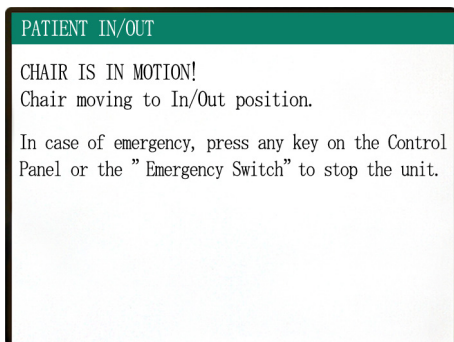 PATIENT IN/OUT
CHAIR IS IN MOTION!
Chair moving to In/Out position.
In case of emergency, press any key on the Control
Panel or the ” Emergency Switch” to stop the unit.